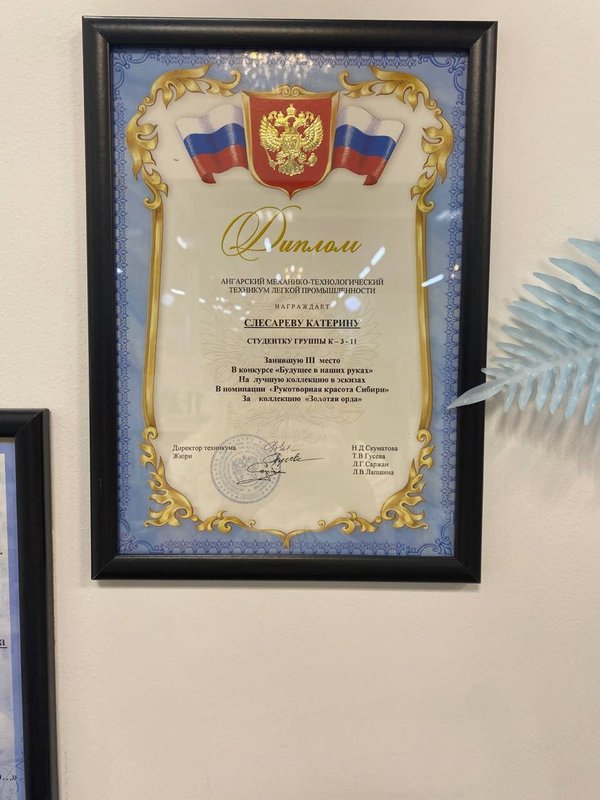 Диплом
АНГАРСКИЙ МЕХАНИКО-ТЕХНОЛОГИЧЕСКИЙ
ТЕХНИКУМ ЛЕГКОЙ ПРОМЫШЛЕННОСТИ
НАГРАЖДАЕТ
СЛЕСАРЕВУ КАТЕРИНУ
СТУДЕНТКУ ГРУППЫ К – 3 - 11
Занявшую III место
В конкурсе «Будущее в наших руках»
На лучшую коллекцию в эскизах
В номинации «Рукотворная красота Сибири»
За коллекцию «Золотая орда»
Директор техникума Н.Д.Скуматова
Жюри Т.В.Гусева
Л.Г.Саржан
Л.В.Лапшина